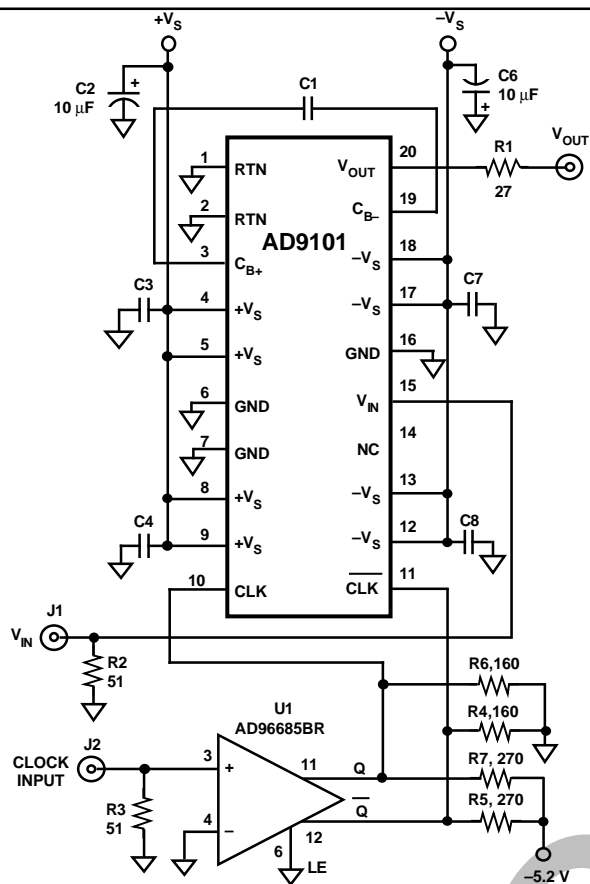 +VS
–VS
C2
10 µF
+
C1
C6
10 µF
+
VOUT
R1
27
AD9101
1
RTN
2
RTN
3
CB+
4
+VS
5
+VS
6
GND
7
GND
8
+VS
9
+VS
10
CLK
20
VOUT
19
CB–
18
–VS
17
–VS
16
GND
15
VIN
14
NC
13
–VS
12
–VS
11
CLK
C3
C4
C7
C8
J1
VIN
R2
51
R6,160
R4,160
R7, 270
R5, 270
–5.2 V
U1
AD96685BR
J2
CLOCK
INPUT
R3
51
3
+
4
–
11
Q
Q
12
6
LE